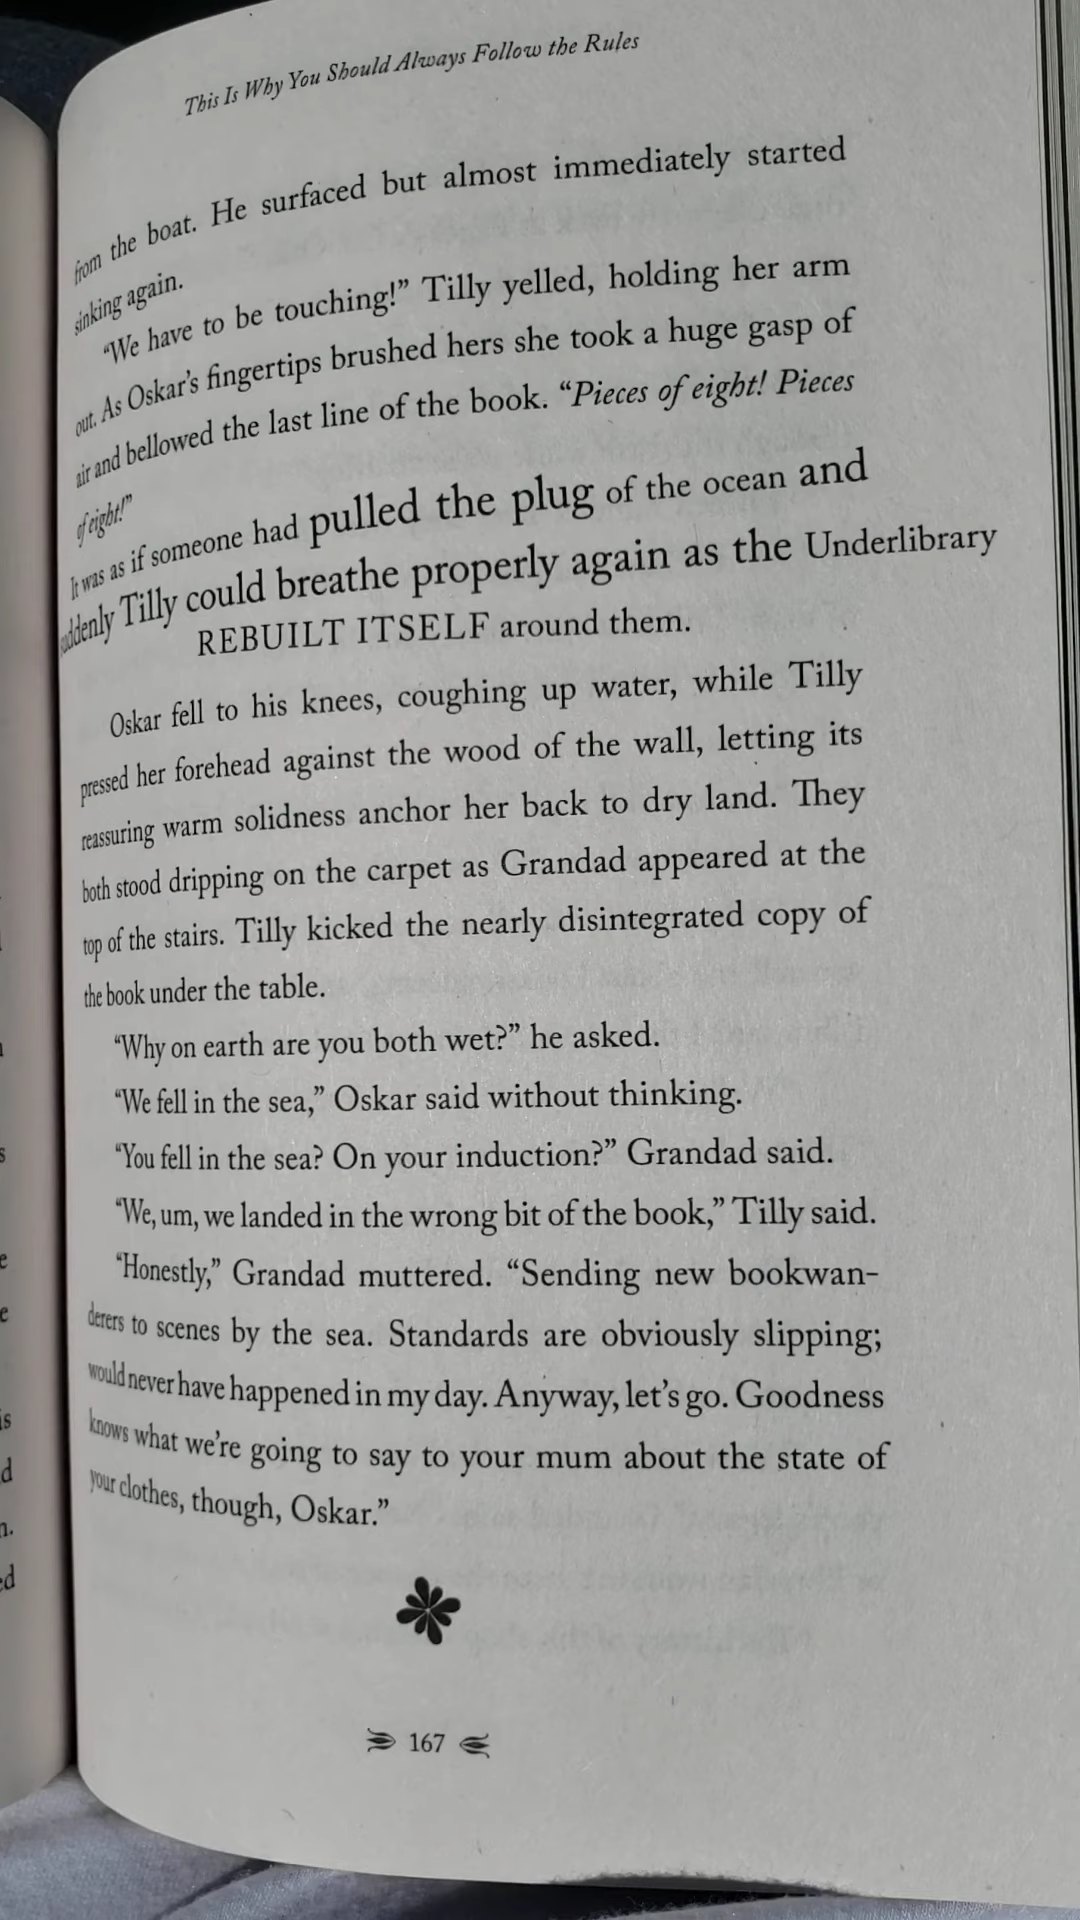 This Is Why You Should Always Follow the Rules
from the boat. He surfaced but almost immediately started
sinking again.
“We have to be touching!” Tilly yelled, holding her arm
out. As Oskar’s fingertips brushed hers she took a huge gasp of
air and bellowed the last line of the book. “Pieces of eight! Pieces
of eight!”
It was as if someone had pulled the plug of the ocean and
suddenly Tilly could breathe properly again as the Underlibrary
REBUILT ITSELF around them.
Oskar fell to his knees, coughing up water, while Tilly
pressed her forehead against the wood of the wall, letting its
reassuring warm solidness anchor her back to dry land. They
both stood dripping on the carpet as Grandad appeared at the
top of the stairs. Tilly kicked the nearly disintegrated copy of
the book under the table.
“Why on earth are you both wet?” he asked.
“We fell in the sea,” Oskar said without thinking.
“You fell in the sea? On your induction?” Grandad said.
“We, um, we landed in the wrong bit of the book,” Tilly said.
“Honestly,” Grandad muttered. “Sending new bookwan-
derers to scenes by the sea. Standards are obviously slipping;
would never have happened in my day. Anyway, let’s go. Goodness
knows what we’re going to say to your mum about the state of
your clothes, though, Oskar.”
167